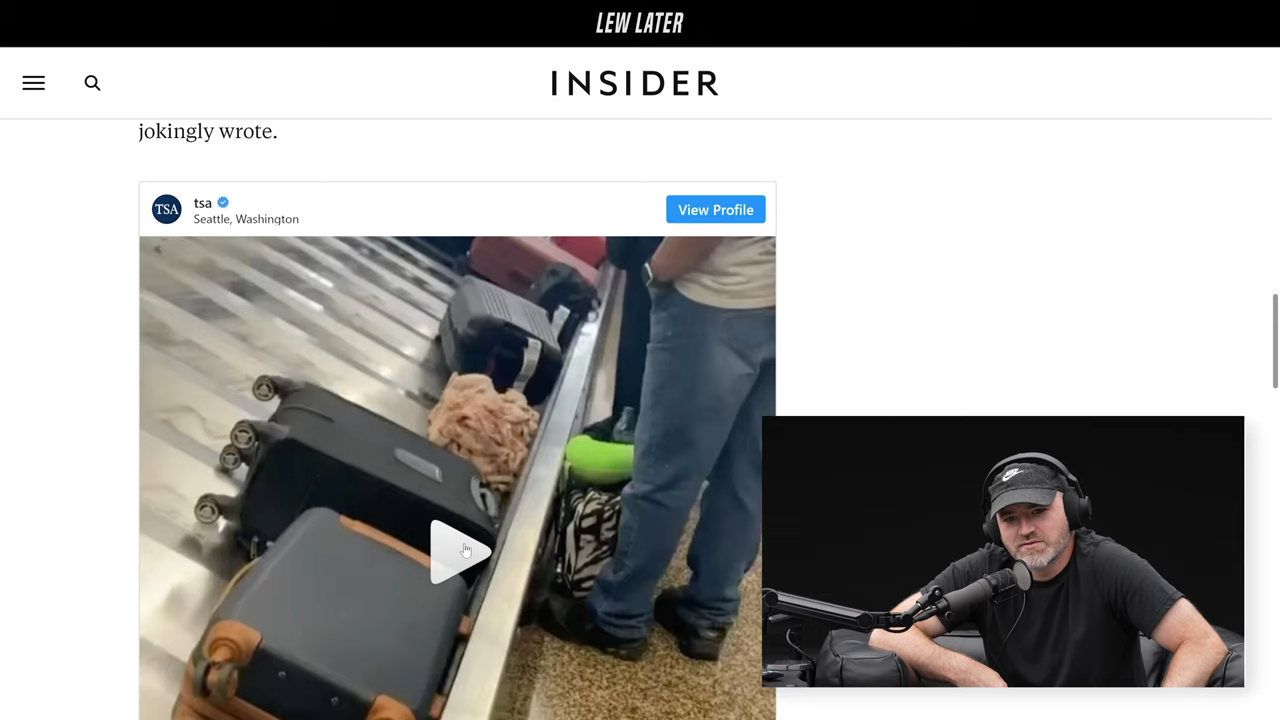 LEW LATER
INSIDER
jokingly wrote.
TSA
tsa
Seattle, Washington
View Profile